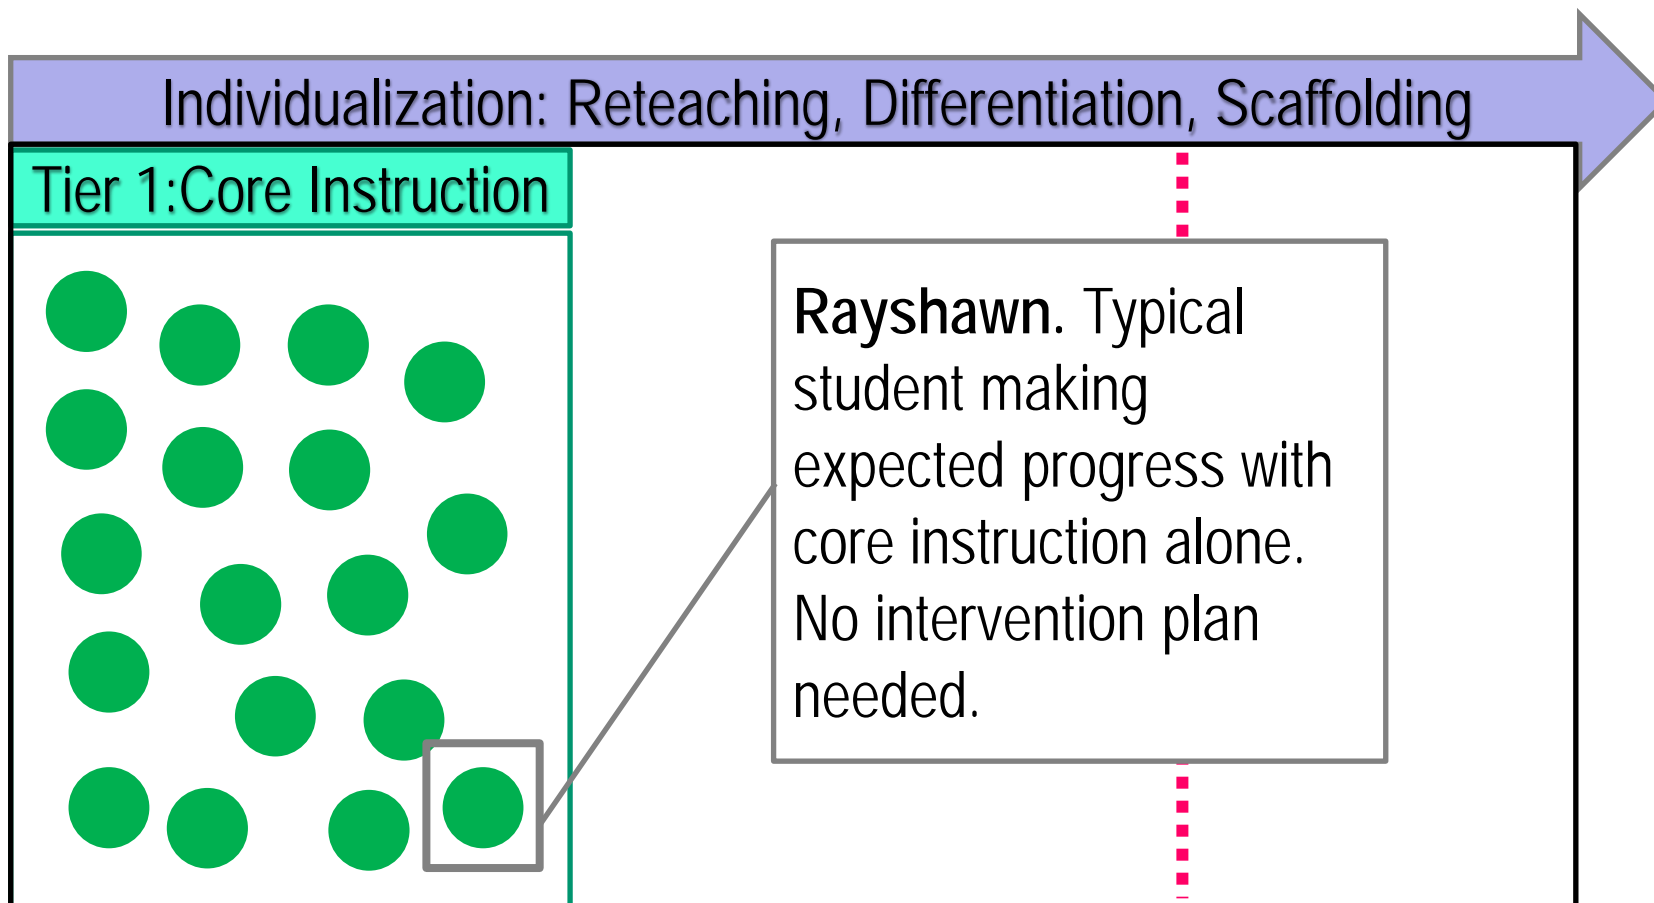 Individualization: Reteaching, Differentiation, Scaffolding
Tier 1:Core Instruction
Rayshawn. Typical
student making
expected progress with
core instruction alone.
No intervention plan
needed.